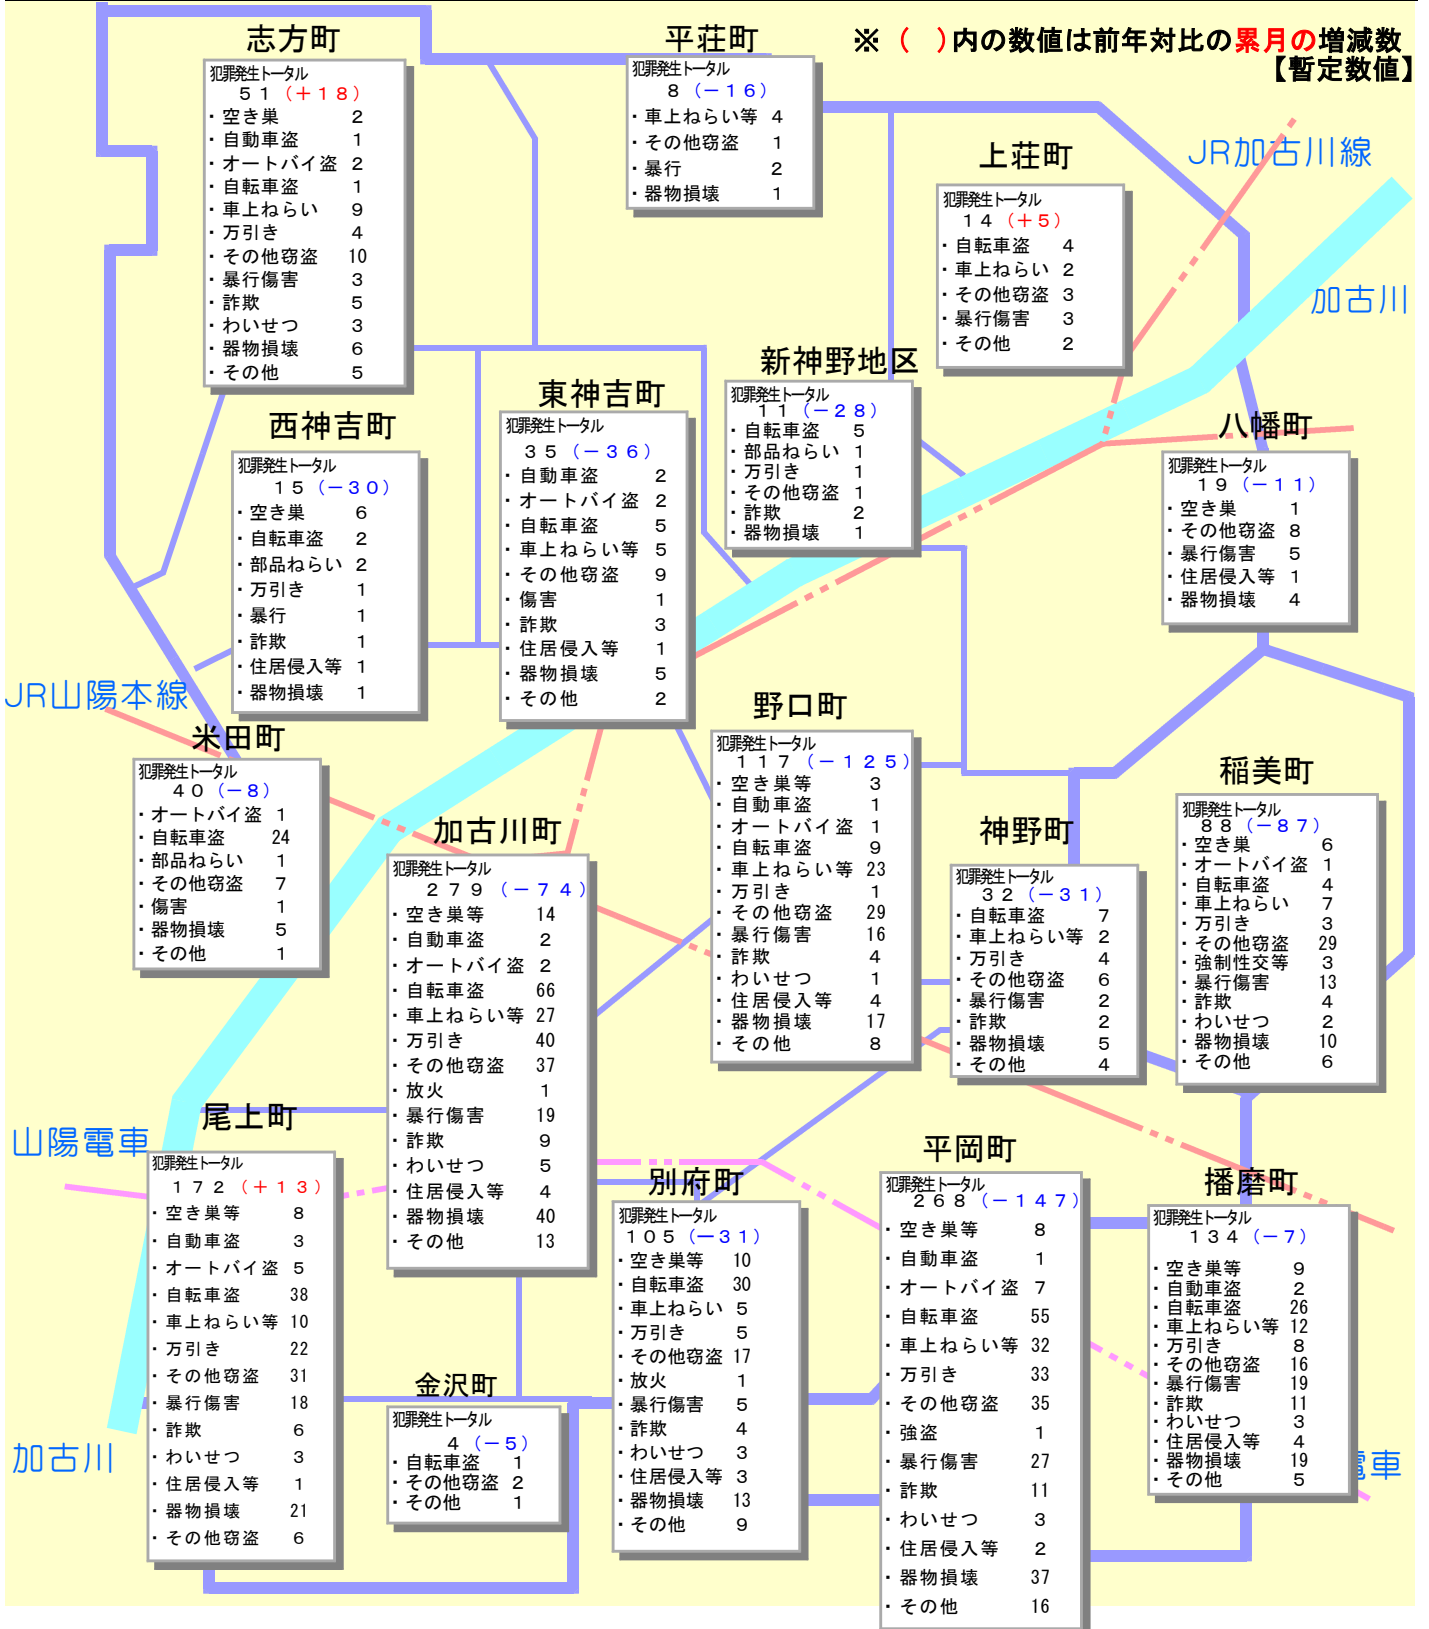 ※（　）内の数値は前年対比の累月の増減数
【暫定数値】
志方町
犯罪発生トータル
５１（＋１８）
・空き巣 2
・自動車盗 1
・オートバイ盗 2
・自転車盗 1
・車上ねらい 9
・万引き 4
・その他窃盗 10
・暴行傷害 3
・詐欺 5
・わいせつ 3
・器物損壊 6
・その他 5
平荘町
犯罪発生トータル
８（－１６）
・車上ねらい等 4
・その他窃盗 1
・暴行 2
・器物損壊 1
上荘町
犯罪発生トータル
１４（＋５）
・自転車盗 4
・車上ねらい 2
・その他窃盗 3
・暴行傷害 3
・その他 2
JR加古川線
加古川
新神野地区
犯罪発生トータル
１１（－２８）
・自転車盗 5
・部品ねらい 1
・万引き 1
・その他窃盗 1
・詐欺 2
・器物損壊 1
東神吉町
犯罪発生トータル
３５（－３６）
・自動車盗 2
・オートバイ盗 2
・自転車盗 5
・車上ねらい等 5
・その他窃盗 9
・傷害 1
・詐欺 3
・住居侵入等 1
・器物損壊 5
・その他 2
西神吉町
犯罪発生トータル
１５（－３０）
・空き巣 6
・自転車盗 2
・部品ねらい 2
・万引き 1
・暴行 1
・詐欺 1
・住居侵入等 1
・器物損壊 1
八幡町
犯罪発生トータル
１９（－１１）
・空き巣 1
・その他窃盗 8
・暴行傷害 5
・住居侵入等 1
・器物損壊 4
JR山陽本線
米田町
犯罪発生トータル
４０（－８）
・オートバイ盗 1
・自転車盗 24
・部品ねらい 1
・その他窃盗 7
・傷害 1
・器物損壊 5
・その他 1
加古川町
犯罪発生トータル
２７９（－７４）
・空き巣等 14
・自動車盗 2
・オートバイ盗 2
・自転車盗 66
・車上ねらい等 27
・万引き 40
・その他窃盗 37
・放火 1
・暴行傷害 19
・詐欺 9
・わいせつ 5
・住居侵入等 4
・器物損壊 40
・その他 13
野口町
犯罪発生トータル
１１７（－１２５）
・空き巣等 3
・自動車盗 1
・オートバイ盗 1
・自転車盗 9
・車上ねらい等 23
・万引き 1
・その他窃盗 29
・暴行傷害 16
・詐欺 4
・わいせつ 1
・住居侵入等 4
・器物損壊 17
・その他 8
神野町
犯罪発生トータル
３２（－３１）
・自転車盗 7
・車上ねらい等 2
・万引き 4
・その他窃盗 6
・暴行傷害 2
・詐欺 2
・器物損壊 5
・その他 4
稲美町
犯罪発生トータル
８８（－８７）
・空き巣 6
・オートバイ盗 1
・自転車盗 4
・車上ねらい 7
・万引き 3
・その他窃盗 29
・強制性交等 3
・暴行傷害 13
・詐欺 4
・わいせつ 2
・器物損壊 10
・その他 6
山陽電車
尾上町
犯罪発生トータル
１７２（＋１３）
・空き巣等 8
・自動車盗 3
・オートバイ盗 5
・自転車盗 38
・車上ねらい等 10
・万引き 22
・その他窃盗 31
・暴行傷害 18
・詐欺 6
・わいせつ 3
・住居侵入等 1
・器物損壊 21
・その他窃盗 6
加古川
金沢町
犯罪発生トータル
４（－５）
・自転車盗 1
・その他窃盗 2
・その他 1
別府町
犯罪発生トータル
１０５（－３１）
・空き巣等 10
・自転車盗 30
・車上ねらい 5
・万引き 5
・その他窃盗 17
・放火 1
・暴行傷害 5
・詐欺 4
・わいせつ 3
・住居侵入等 3
・器物損壊 13
・その他 9
平岡町
犯罪発生トータル
２６８（－１４７）
・空き巣等 8
・自動車盗 1
・オートバイ盗 7
・自転車盗 55
・車上ねらい等 32
・万引き 33
・その他窃盗 35
・強盗 1
・暴行傷害 27
・詐欺 11
・わいせつ 3
・住居侵入等 2
・器物損壊 37
・その他 16
播磨町
犯罪発生トータル
１３４（－７）
・空き巣等 9
・自動車盗 2
・自転車盗 26
・車上ねらい等 12
・万引き 8
・その他窃盗 16
・暴行傷害 19
・詐欺 11
・わいせつ 3
・住居侵入等 4
・器物損壊 19
・その他 5
電車